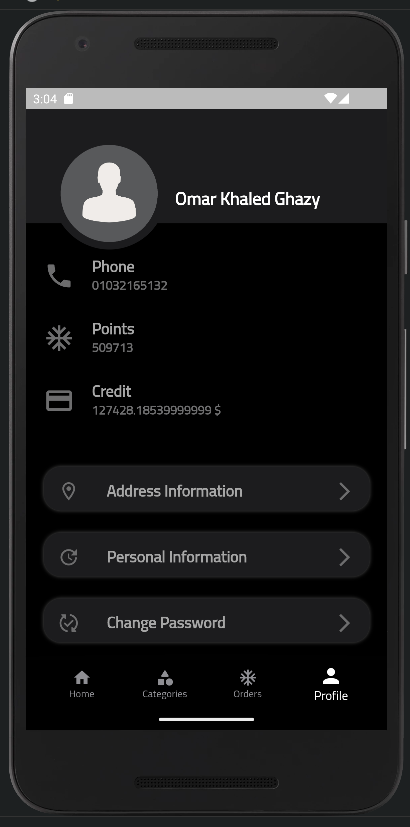 3:04
Omar Khaled Ghazy
Phone
01032165132
Points
509713
Credit
127428.18539999999 $
Address Information
Personal Information
Change Password
Home
Categories
Orders
Profile